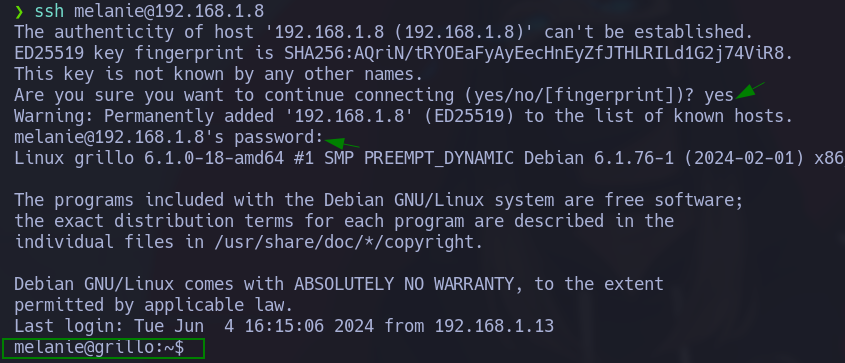 ❯ ssh melanie@192.168.1.8
The authenticity of host '192.168.1.8 (192.168.1.8)' can't be established.
ED25519 key fingerprint is SHA256:AQriN/tRYOEaFyAyEecHnEyZfJTHLRILd1G2j74ViR8.
This key is not known by any other names.
Are you sure you want to continue connecting (yes/no/[fingerprint])? yes
Warning: Permanently added '192.168.1.8' (ED25519) to the list of known hosts.
melanie@192.168.1.8's password:
Linux grillo 6.1.0-18-amd64 #1 SMP PREEMPT_DYNAMIC Debian 6.1.76-1 (2024-02-01) x86
The programs included with the Debian GNU/Linux system are free software;
the exact distribution terms for each program are described in the
individual files in /usr/share/doc/*/copyright.
Debian GNU/Linux comes with ABSOLUTELY NO WARRANTY, to the extent
permitted by applicable law.
Last login: Tue Jun  4 16:15:06 2024 from 192.168.1.13
melanie@grillo:~$